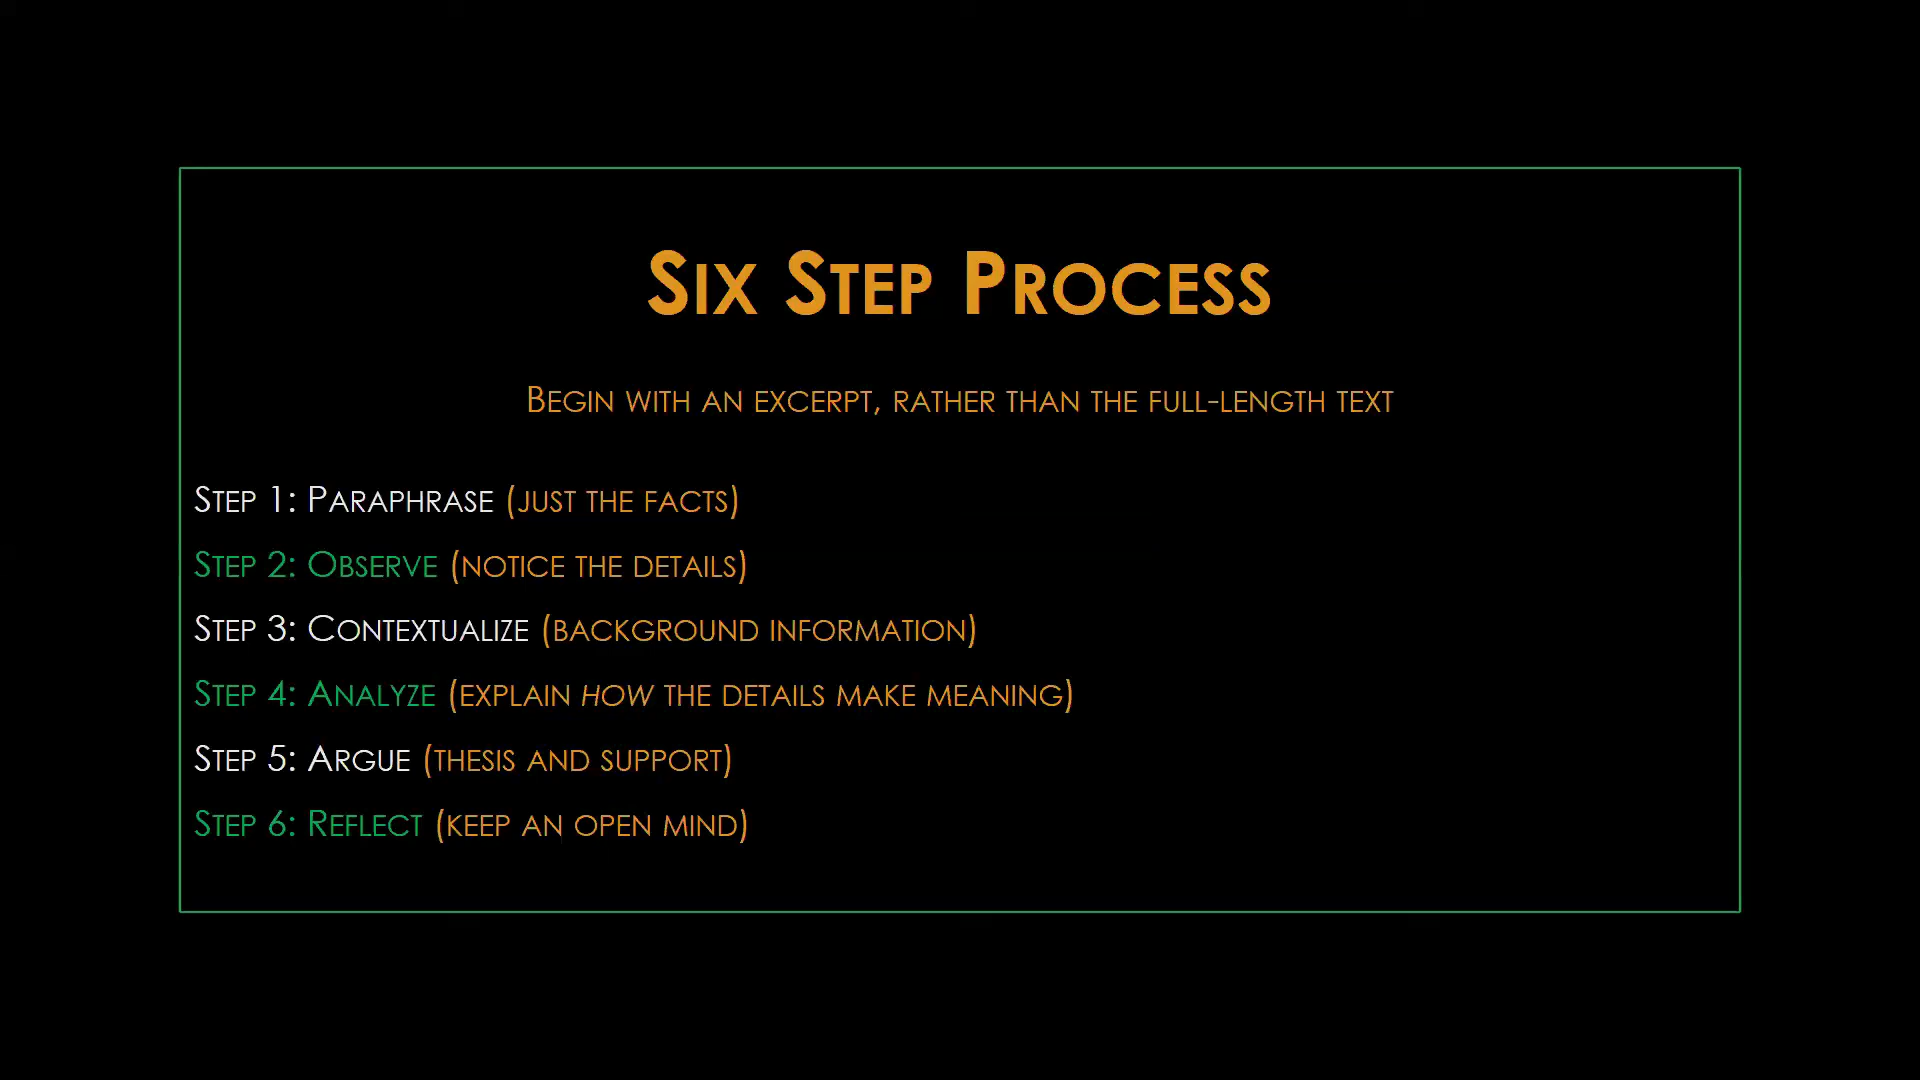 Six Step Process
Begin with an excerpt, rather than the full-length text
Step 1: Paraphrase (just the facts)
Step 2: Observe (notice the details)
Step 3: Contextualize (background information)
Step 4: Analyze (explain how the details make meaning)
Step 5: Argue (thesis and support)
Step 6: Reflect (keep an open mind)